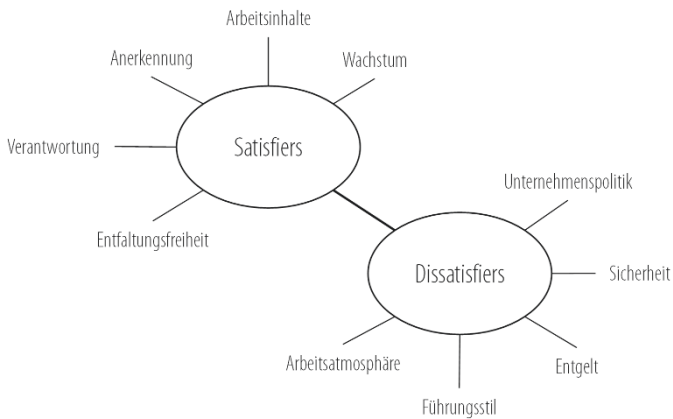 Arbeitsinhalte
Anerkennung
Wachstum
Verantwortung
Satisfiers
Entfaltungsfreiheit
Unternehmenspolitik
Dissatisfiers
Sicherheit
Arbeitsatmosphäre
Entgelt
Führungsstil